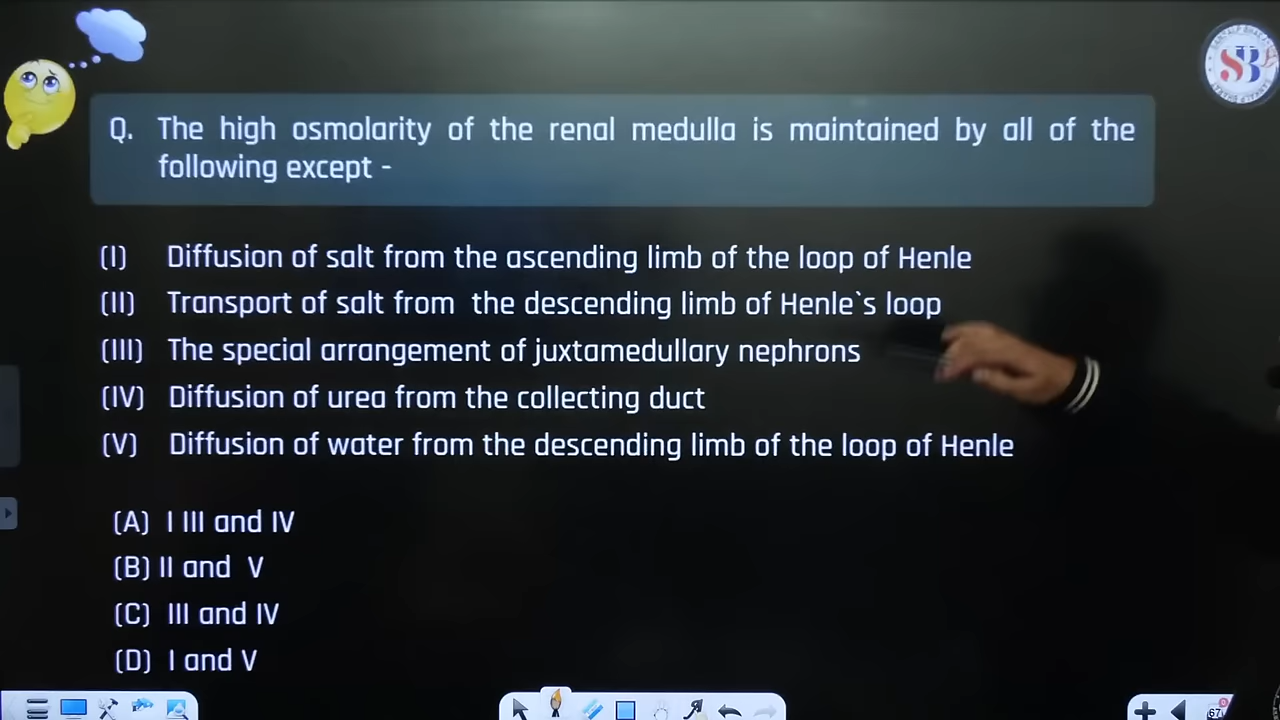 Q. The high osmolarity of the renal medulla is maintained by all of the
following except -
(I) Diffusion of salt from the ascending limb of the loop of Henle
(II) Transport of salt from the descending limb of Henle`s loop
(III) The special arrangement of juxtamedullary nephrons
(IV) Diffusion of urea from the collecting duct
(V) Diffusion of water from the descending limb of the loop of Henle
(A) I III and IV
(B) II and V
(C) III and IV
(D) I and V
SB